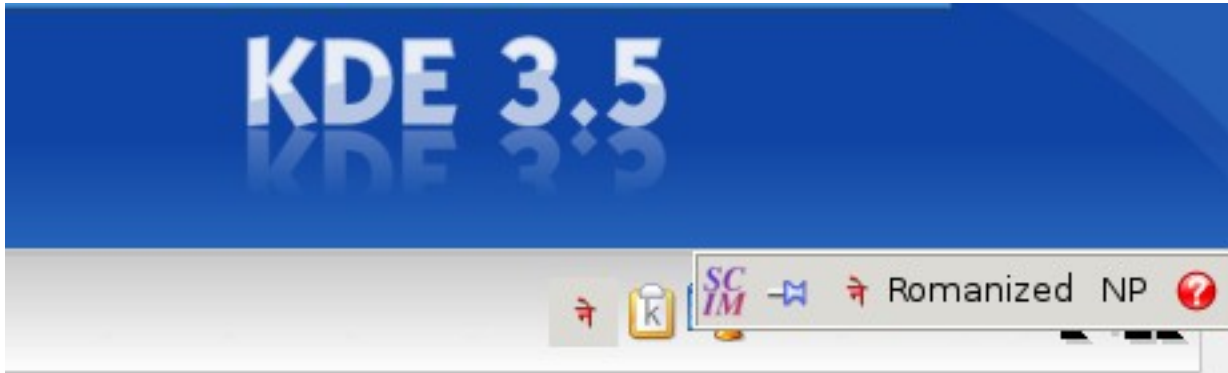 KDE 3.5
SC
IM ने Romanized NP ?
ने k